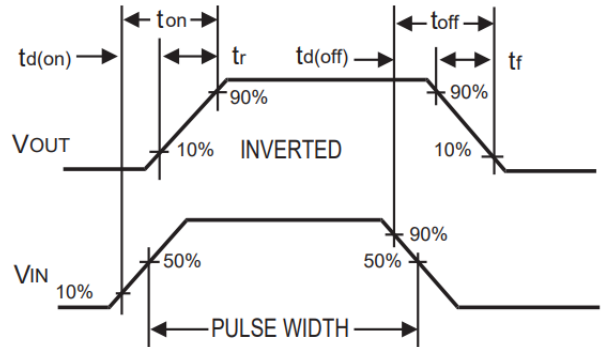 ton toff
td(on) tr td(off) tf
90% 90%
VOUT 10% INVERTED 10%
90%
50% 50%
VIN 10%
PULSE WIDTH